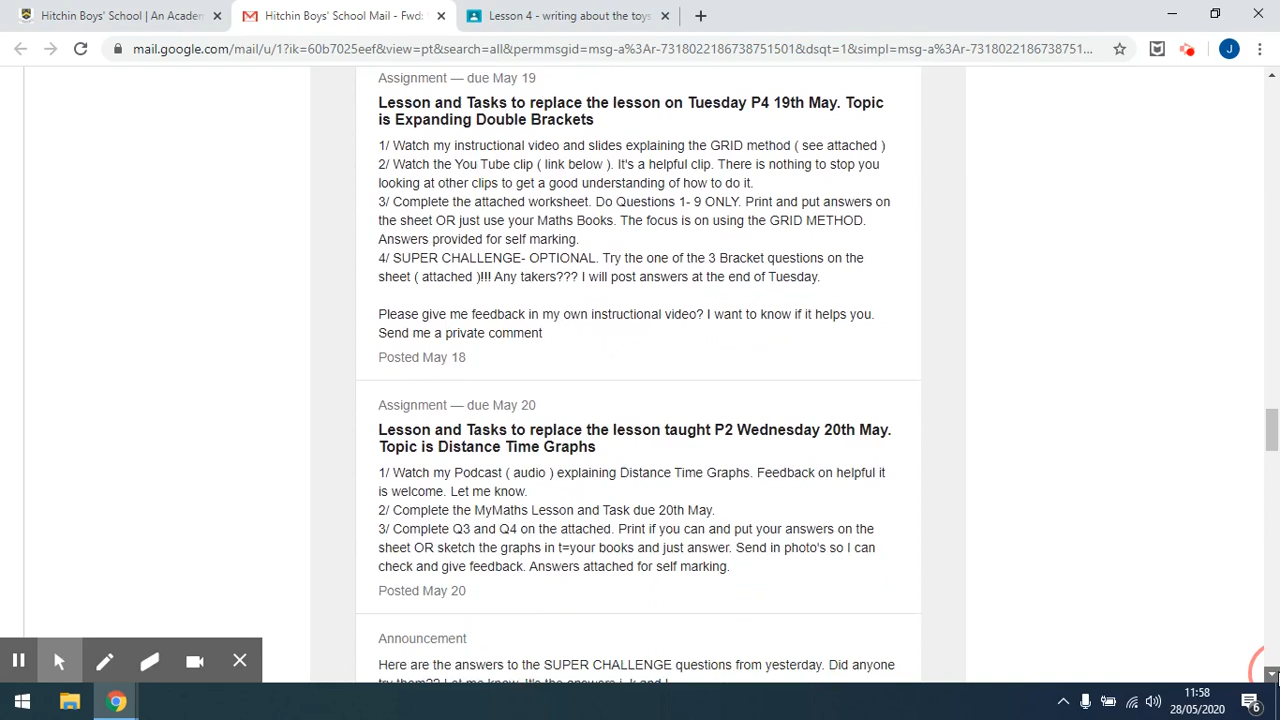 Hitchin Boys' School | An Acade
Hitchin Boys' School Mail - Fwd:
Lesson 4 - writing about the toys
mail.google.com/mail/u/1?ik=60b7025eef&view=pt&search=all&permmsgid=msg-a%3Ar-7318022186738751501&dsqt=1&simpl=msg-a%3Ar-73180221867387​51...
J
Assignment — due May 19
Lesson and Tasks to replace the lesson on Tuesday P4 19th May. Topic
is Expanding Double Brackets
1/ Watch my instructional video and slides explaining the GRID method ( see attached )
2/ Watch the You Tube clip ( link below ). It's a helpful clip. There is nothing to stop you
looking at other clips to get a good understanding of how to do it.
3/ Complete the attached worksheet. Do Questions 1- 9 ONLY. Print and put answers on
the sheet OR just use your Maths Books. The focus is on using the GRID METHOD.
Answers provided for self marking.
4/ SUPER CHALLENGE- OPTIONAL. Try the one of the 3 Bracket questions on the
sheet ( attached )!!! Any takers??? I will post answers at the end of Tuesday.
Please give me feedback in my own instructional video? I want to know if it helps you.
Send me a private comment
Posted May 18
Assignment — due May 20
Lesson and Tasks to replace the lesson taught P2 Wednesday 20th May.
Topic is Distance Time Graphs
1/ Watch my Podcast ( audio ) explaining Distance Time Graphs. Feedback on helpful it
is welcome. Let me know.
2/ Complete the MyMaths Lesson and Task due 20th May.
3/ Complete Q3 and Q4 on the attached. Print if you can and put your answers on the
sheet OR sketch the graphs in t=your books and just answer. Send in photo's so I can
check and give feedback. Answers attached for self marking.
Posted May 20
Announcement
Here are the answers to the SUPER CHALLENGE questions from yesterday. Did anyone
try them?? Let me know. It's the answers j, k and l
11:58
28/05/2020
6